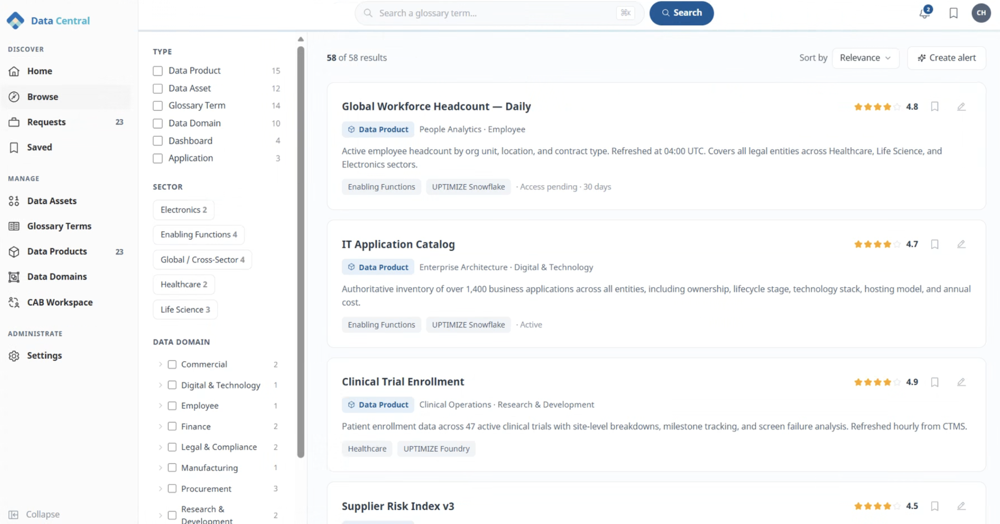 Data Central
Search a glossary term...
⌘K
Search
2
CH
DISCOVER
Home
Browse
Requests 23
Saved
MANAGE
Data Assets
Glossary Terms
Data Products 23
Data Domains
CAB Workspace
ADMINISTRATE
Settings
Collapse
TYPE
Data Product 15
Data Asset 12
Glossary Term 14
Data Domain 10
Dashboard 4
Application 3
SECTOR
Electronics 2
Enabling Functions 4
Global / Cross-Sector 4
Healthcare 2
Life Science 3
DATA DOMAIN
Commercial 2
Digital & Technology 1
Employee 1
Finance 2
Legal & Compliance 2
Manufacturing 1
Procurement 3
Research &
Development 2
58 of 58 results
Sort by Relevance
Create alert
Global Workforce Headcount — Daily 4.8
Data Product People Analytics · Employee
Active employee headcount by org unit, location, and contract type. Refreshed at 04:00 UTC. Covers all legal entities across Healthcare, Life Science, and
Electronics sectors.
Enabling Functions UPTIMIZE Snowflake · Access pending · 30 days
IT Application Catalog 4.7
Data Product Enterprise Architecture · Digital & Technology
Authoritative inventory of over 1,400 business applications across all entities, including ownership, lifecycle stage, technology stack, hosting model, and annual
cost.
Enabling Functions UPTIMIZE Snowflake · Active
Clinical Trial Enrollment 4.9
Data Product Clinical Operations · Research & Development
Patient enrollment data across 47 active clinical trials with site-level breakdowns, milestone tracking, and screen failure analysis. Refreshed hourly from CTMS.
Healthcare UPTIMIZE Foundry
Supplier Risk Index v3 4.5